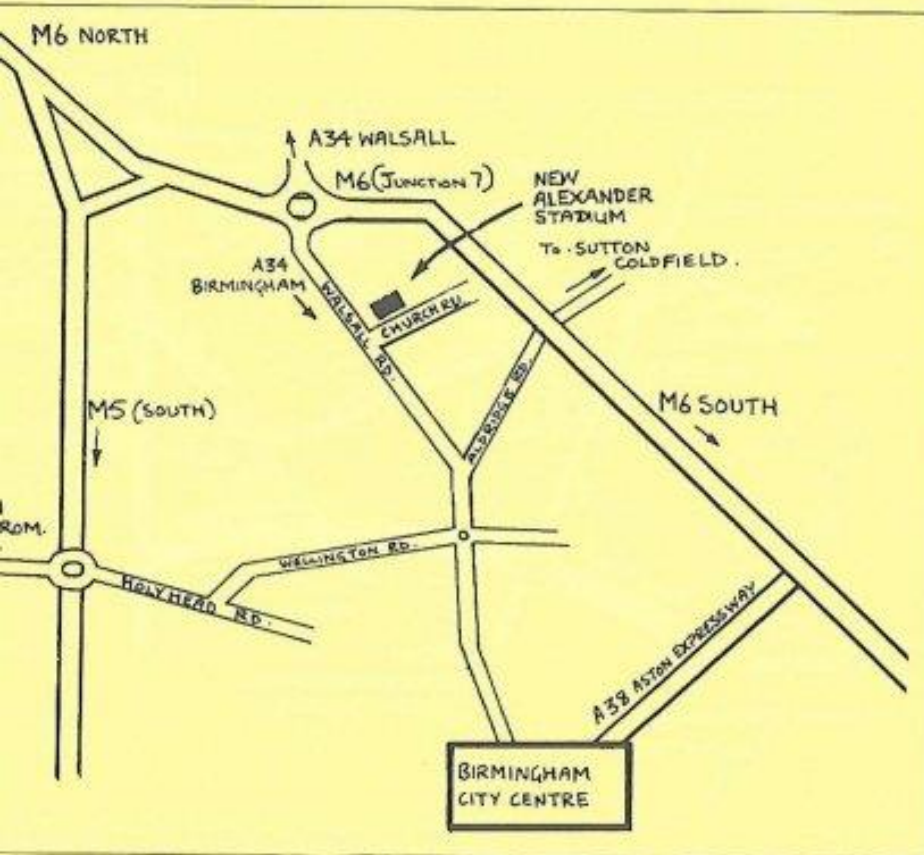 M6 NORTH
A34 WALSALL
M6 (JUNCTION 7)
NEW
ALEXANDER
STADIUM
TO SUTTON
COLDFIELD.
A34
BIRMINGHAM
WALSALL RD.
CHURCH RD.
ALDRIDGE RD.
M6 SOUTH
M5 (SOUTH)
ROM.
WELLINGTON RD.
HOLYHEAD RD.
A38 ASTON EXPRESSWAY
BIRMINGHAM
CITY CENTRE